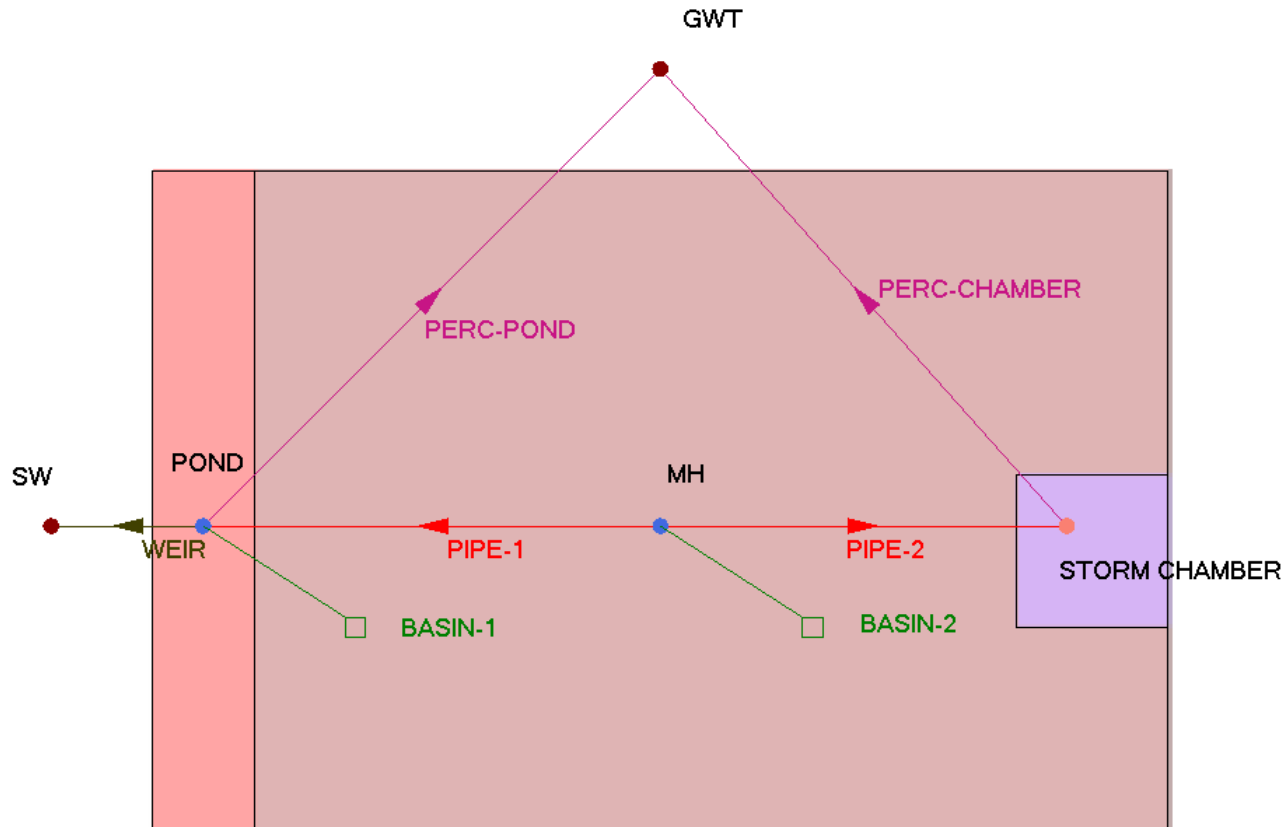 GWT
PERC-CHAMBER
PERC-POND
POND
MH
SW
WEIR
PIPE-1
PIPE-2
STORM CHAMBER
BASIN-1
BASIN-2